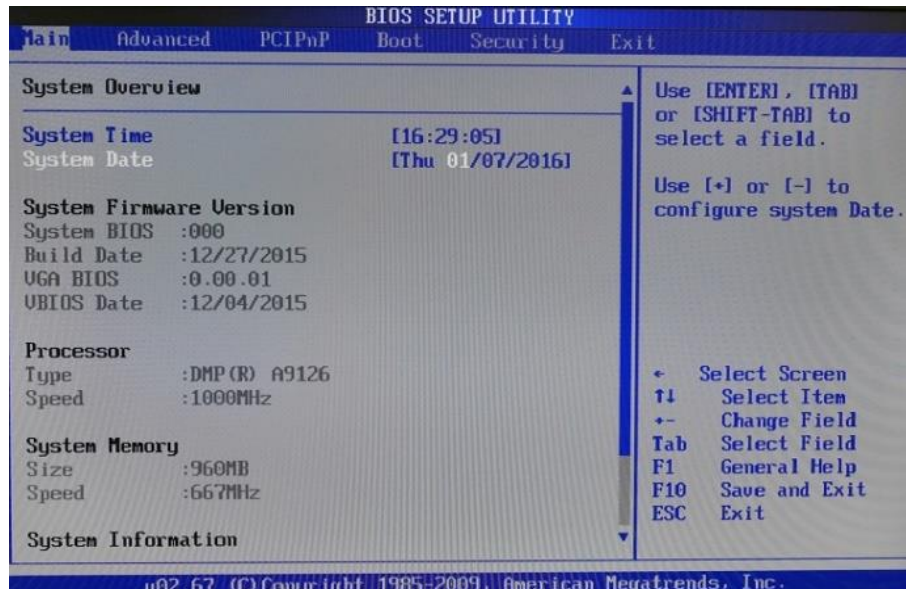 BIOS SETUP UTILITY
Main Advanced PCIPnP Boot Security Exit
System Overview
System Time [16:29:05]
System Date [Thu 01/07/2016]
System Firmware Version
System BIOS :000
Build Date :12/27/2015
VGA BIOS :0.00.01
VBIOS Date :12/04/2015
Processor
Type :DMP(R) A9126
Speed :1000MHz
System Memory
Size :960MB
Speed :667MHz
System Information
Use [ENTER], [TAB]
or [SHIFT-TAB] to
select a field.
Use [+] or [-] to
configure system Date.
← Select Screen
↑↓ Select Item
+- Change Field
Tab Select Field
F1 General Help
F10 Save and Exit
ESC Exit
v02.67 (C)Copyright 1985-2009, American Megatrends, Inc.